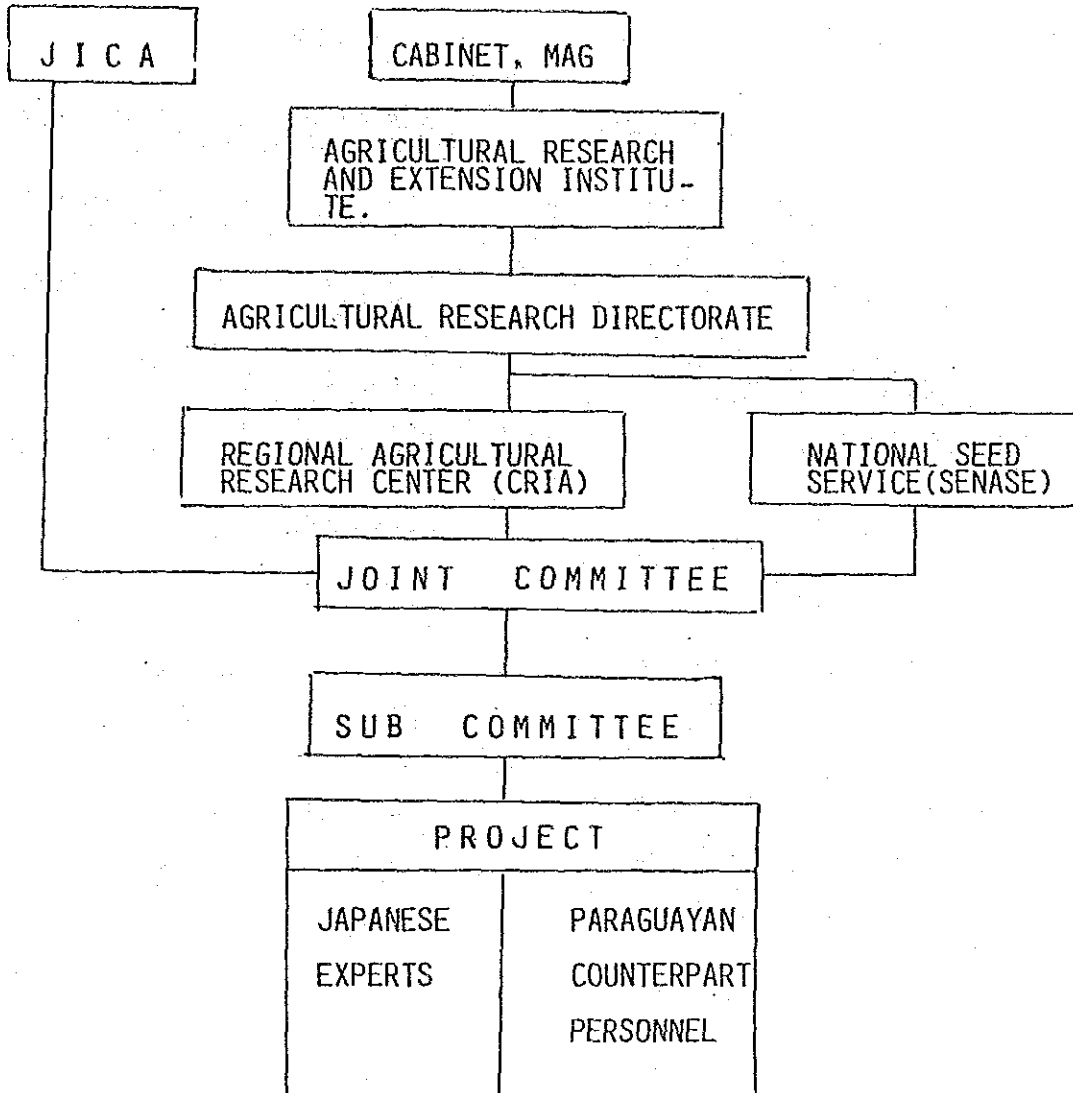 J I C A
CABINET, MAG
AGRICULTURAL RESEARCH
AND EXTENSION INSTITU-
TE.
AGRICULTURAL RESEARCH DIRECTORATE
REGIONAL AGRICULTURAL
RESEARCH CENTER (CRIA)
NATIONAL SEED
SERVICE(SENASE)
JOINT COMMITTEE
SUB COMMITTEE
PROJECT
JAPANESE
EXPERTS
PARAGUAYAN
COUNTERPART
PERSONNEL